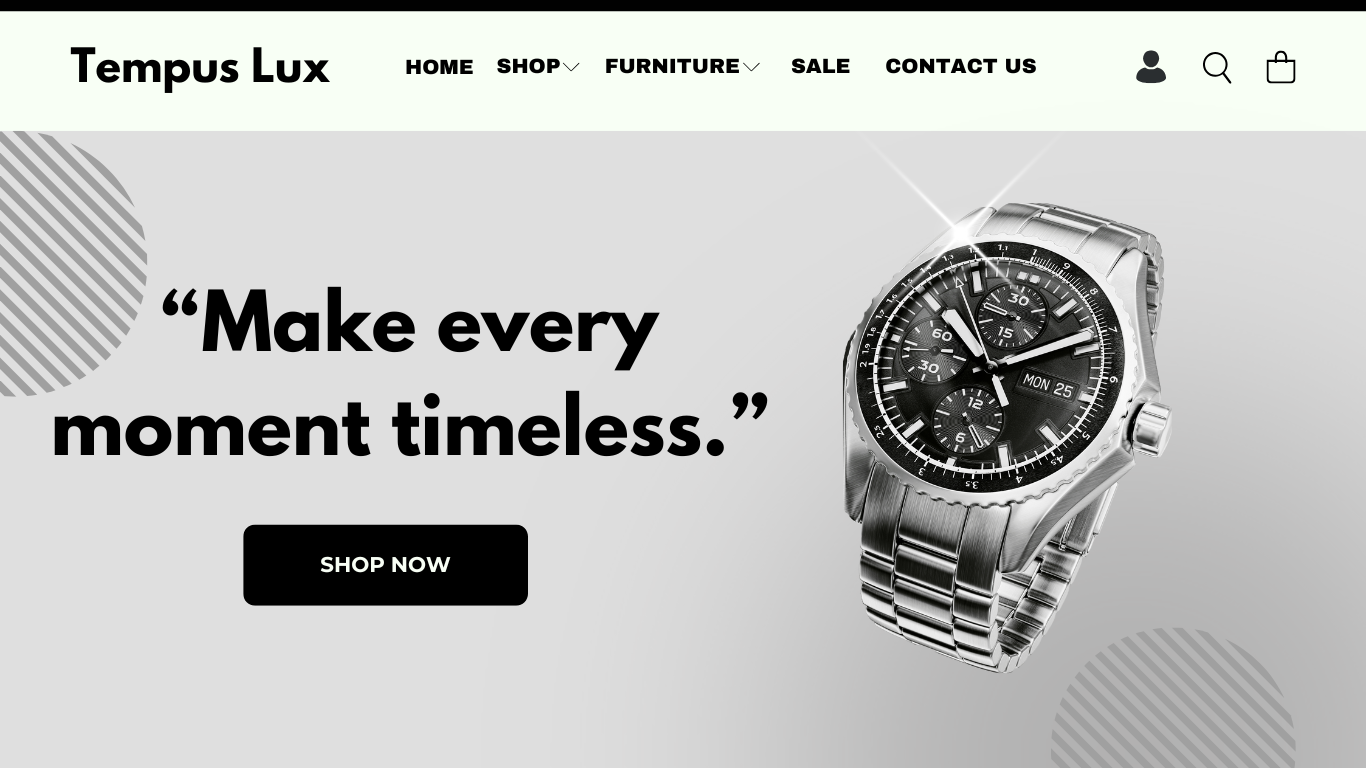 Tempus Lux
HOME SHOP FURNITURE SALE CONTACT US
“Make every
moment timeless.”
SHOP NOW
30
15
60
30
MON 25
12
6